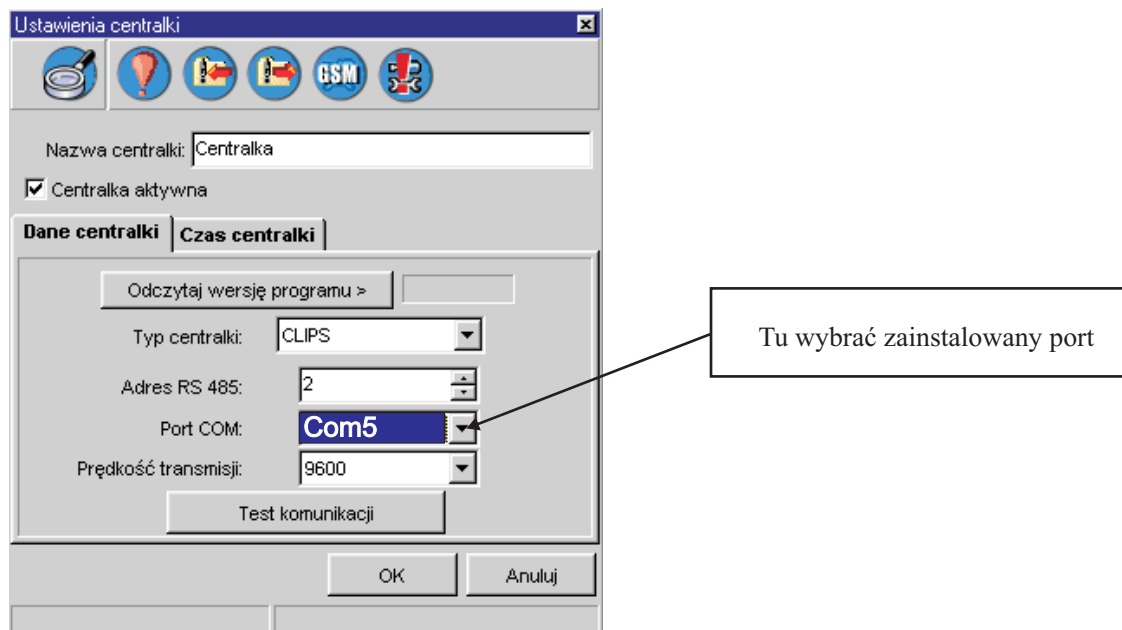 Ustawienia centralki
GSM
Nazwa centralki: Centralka
Centralka aktywna
Dane centralki Czas centralki
Odczytaj wersję programu >
Typ centralki: CLIPS
Adres RS 485: 2
Port COM: Com5
Prędkość transmisji: 9600
Test komunikacji
OK Anuluj
Tu wybrać zainstalowany port